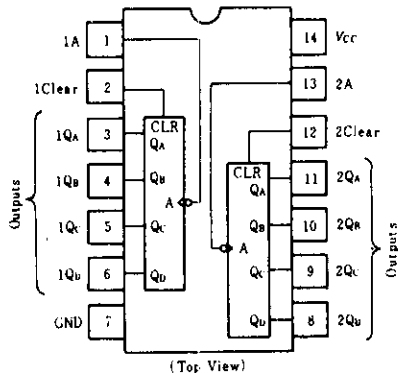 1A 1 14 VCC
13 2A
1Clear 2
CLR 12 2Clear
1QA 3 QA
CLR
QA 11 2QA
1QB 4 QB
A
QB 10 2QB
1QC 5 QC
A
QC 9 2QC
1QD 6 QD
QD 8 2QD
GND 7
Outputs
Outputs
(Top View)